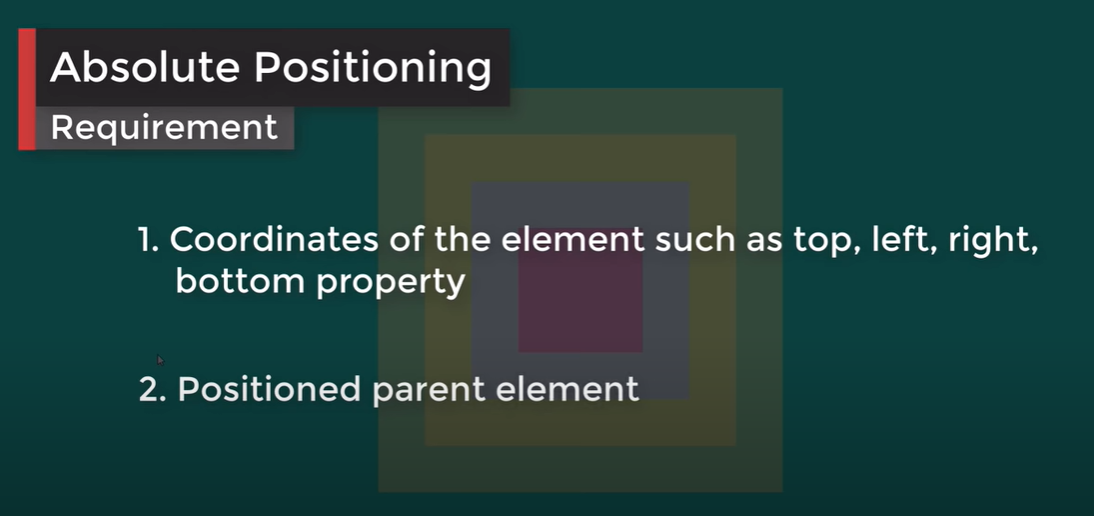 Absolute Positioning
Requirement
1. Coordinates of the element such as top, left, right,
bottom property
2. Positioned parent element